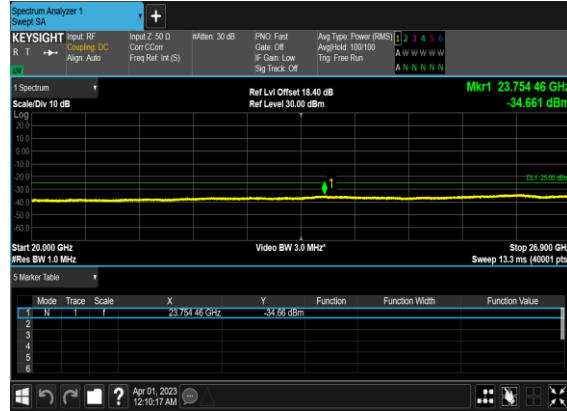 Spectrum Analyzer 1
Swept SA
+
KEYSIGHT
R T
LW
Input: RF
Coupling: DC
Align: Auto
Input Z: 50 Ω
Corr CCorr
Freq Ref: Int (S)
#Atten: 30 dB
PNO: Fast
Gate: Off
IF Gain: Low
Sig Track: Off
Avg Type: Power (RMS)
Avg|Hold: 100/100
Trig: Free Run
1 2 3 4 5 6
A W W W W W
A N N N N N
1 Spectrum
Scale/Div 10 dB
Ref Lvl Offset 18.40 dB
Ref Level 30.00 dBm
Mkr1 23.754 46 GHz
-34.661 dBm
Log
20.0
10.0
0.00
-10.0
-20.0
-30.0
-40.0
-50.0
-60.0
1
DL1 -25.00 dBm
Start 20.000 GHz
#Res BW 1.0 MHz
Video BW 3.0 MHz*
Stop 26.900 GHz
Sweep 13.3 ms (40001 pts)
5 Marker Table
Mode Trace Scale X Y Function Function Width Function Value
1 N 1 f 23.754 46 GHz -34.66 dBm
2
3
4
5
6
?
Apr 01, 2023
12:10:17 AM